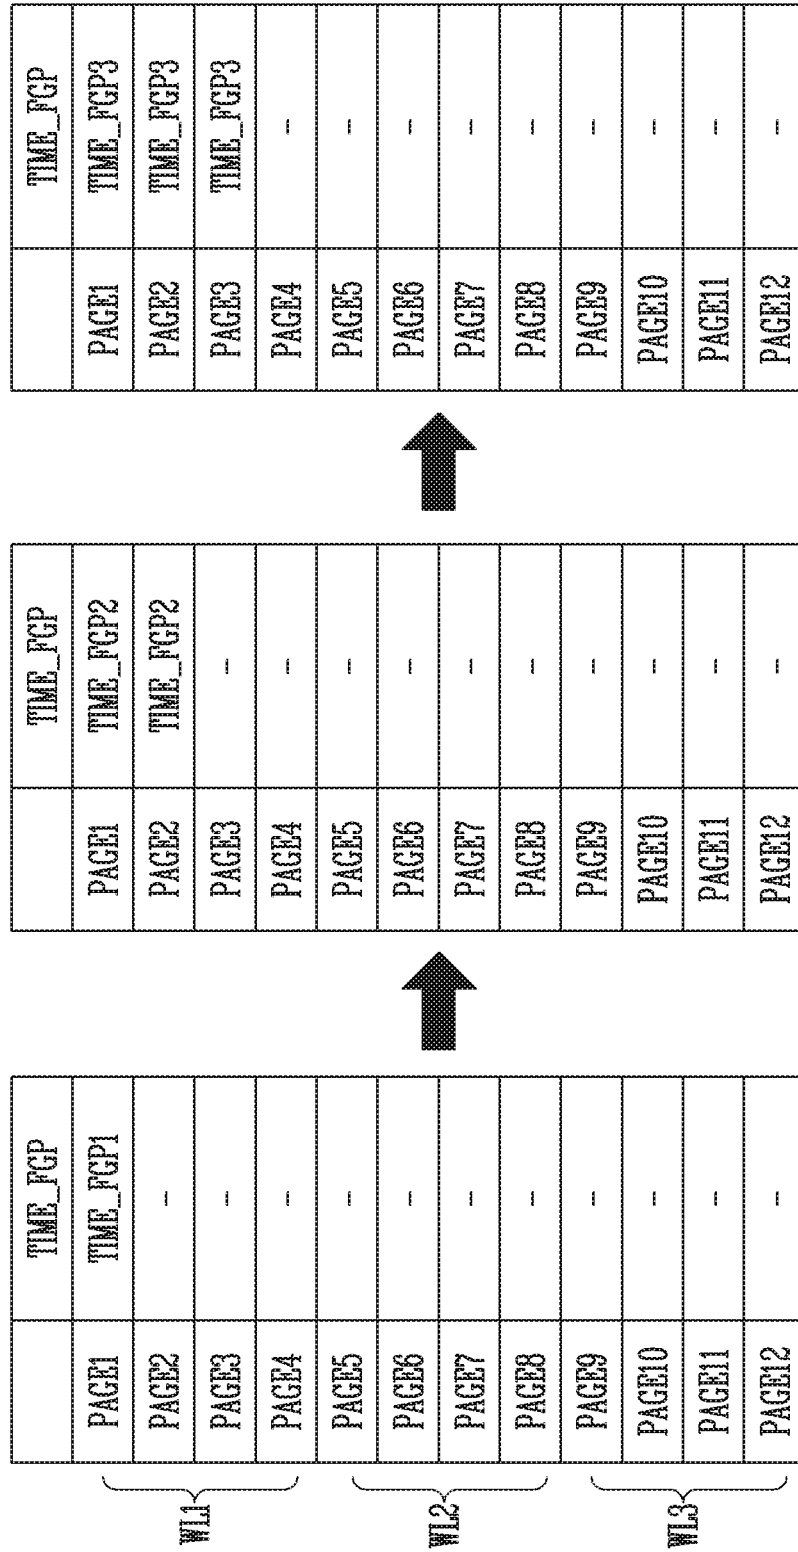 WL1
WL2
WL3
TIME_FGP
PAGE1 TIME_FGP1
PAGE2 -
PAGE3 -
PAGE4 -
PAGE5 -
PAGE6 -
PAGE7 -
PAGE8 -
PAGE9 -
PAGE10 -
PAGE11 -
PAGE12 -
TIME_FGP
PAGE1 TIME_FGP2
PAGE2 TIME_FGP2
PAGE3 -
PAGE4 -
PAGE5 -
PAGE6 -
PAGE7 -
PAGE8 -
PAGE9 -
PAGE10 -
PAGE11 -
PAGE12 -
TIME_FGP
PAGE1 TIME_FGP3
PAGE2 TIME_FGP3
PAGE3 TIME_FGP3
PAGE4 -
PAGE5 -
PAGE6 -
PAGE7 -
PAGE8 -
PAGE9 -
PAGE10 -
PAGE11 -
PAGE12 -